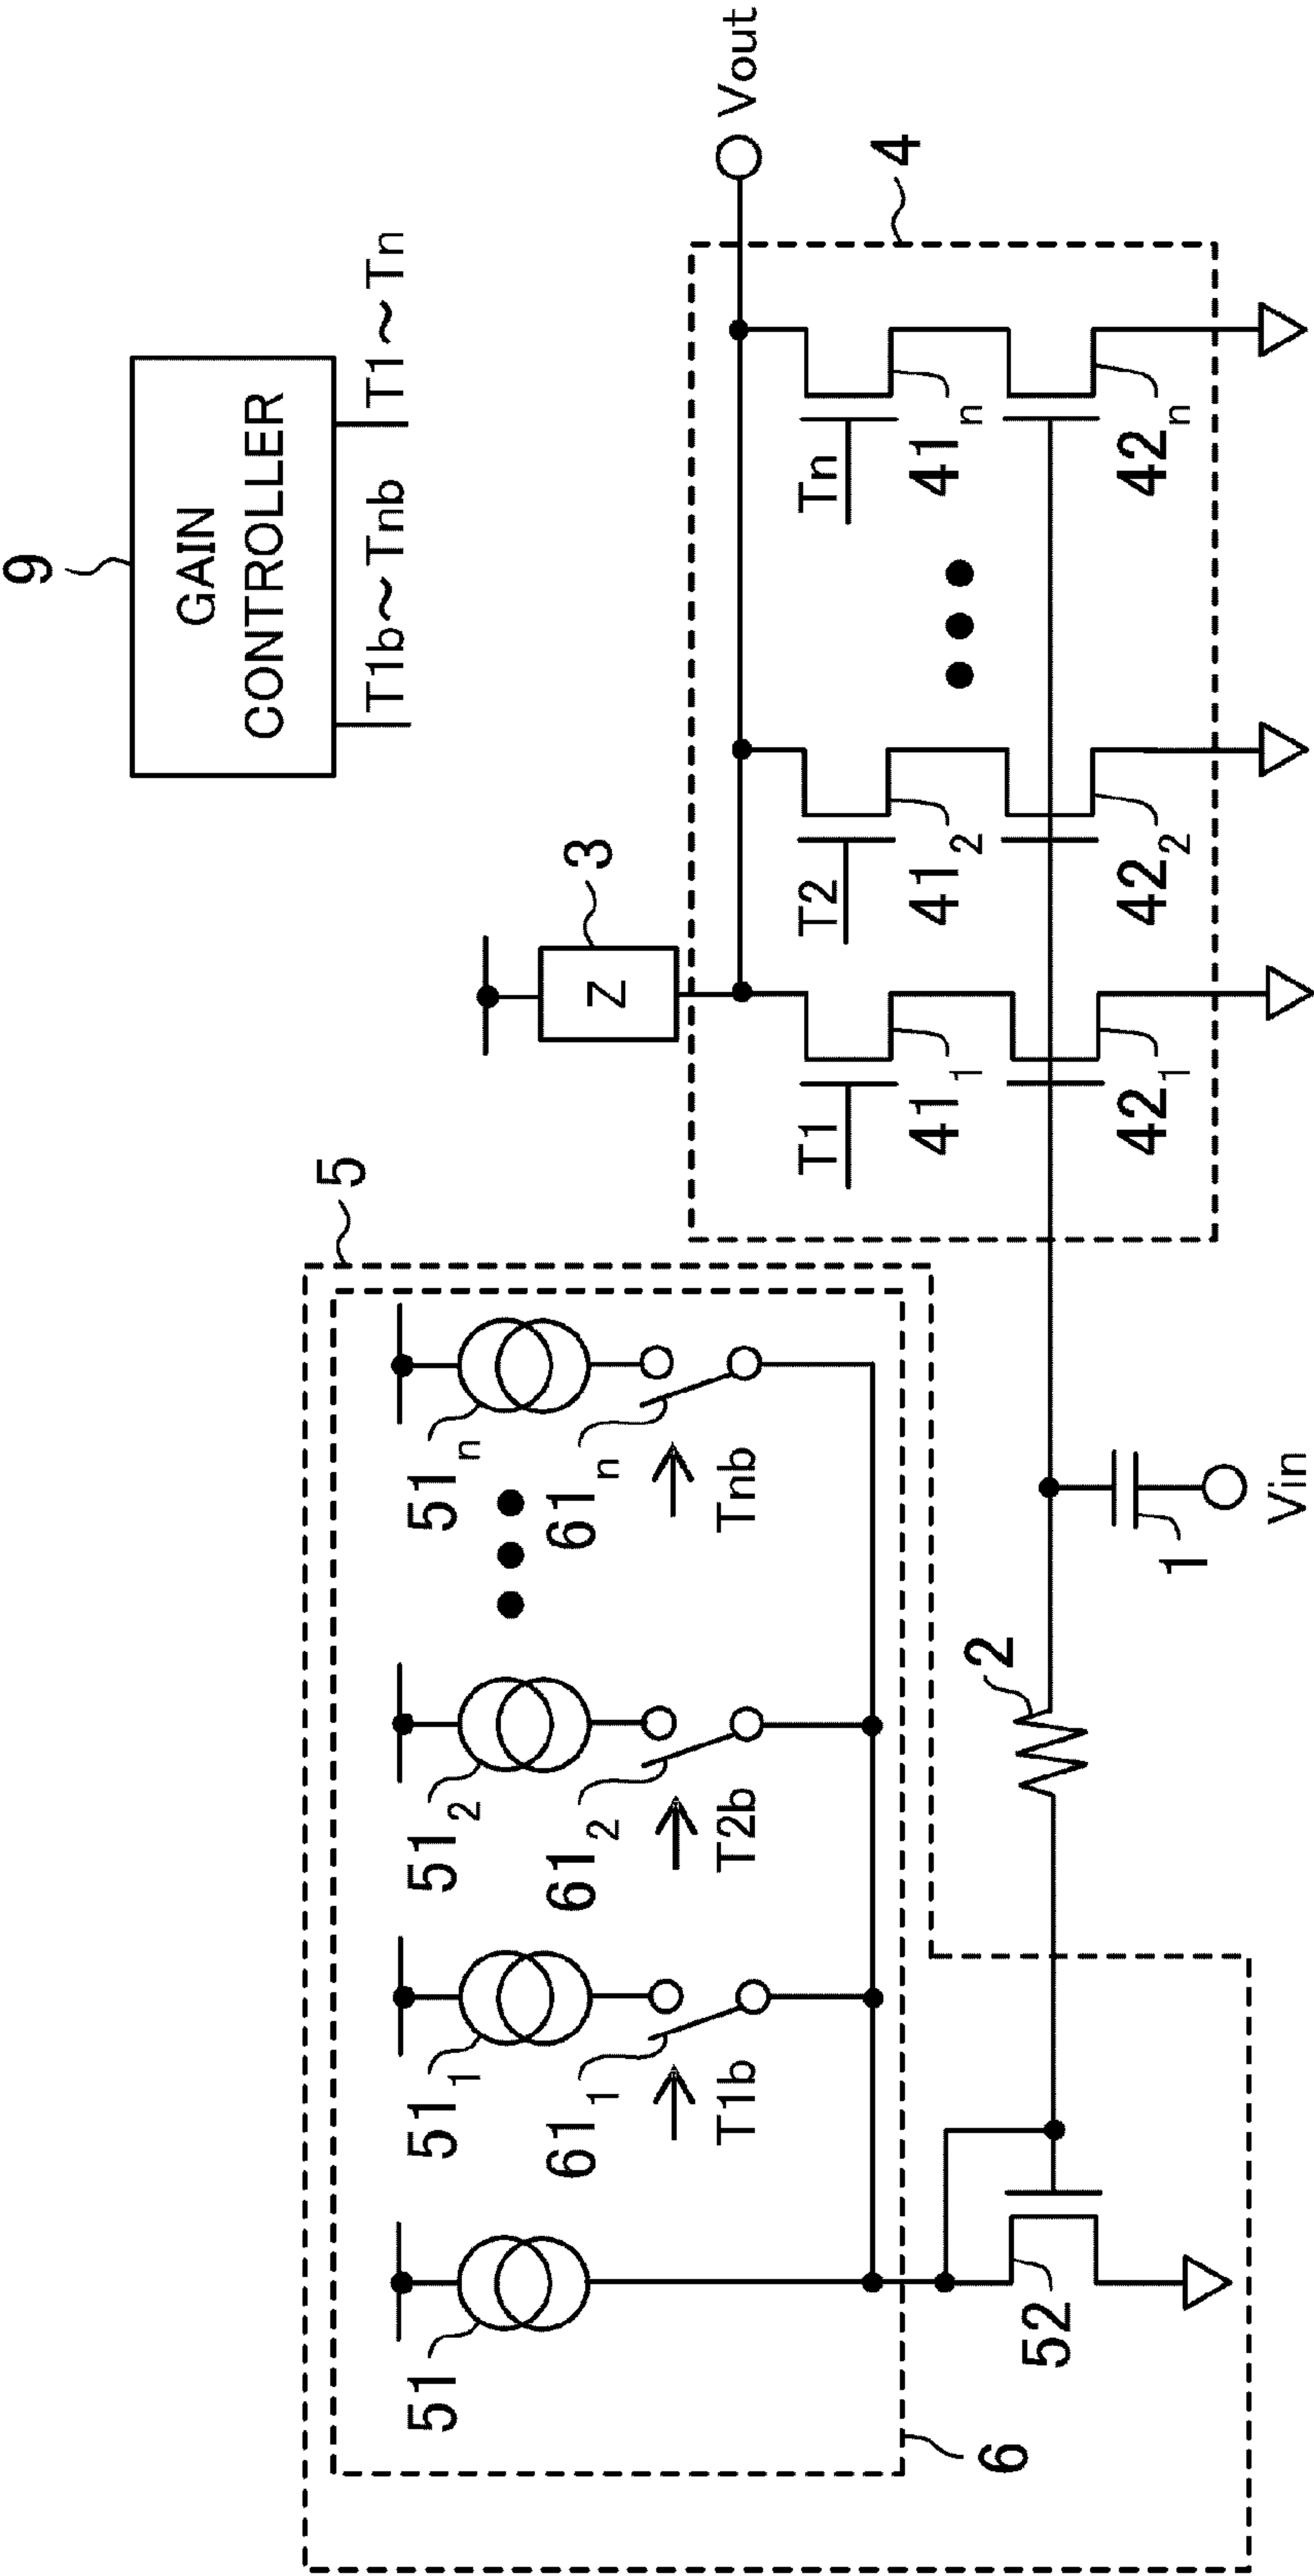 9
GAIN
CONTROLLER
T1b~Tnb
T1~Tn
5
51
51₁
51₂
51ₙ
61₁
61₂
61ₙ
T1b
T2b
Tnb
6
52
2
1
Vin
3
Z
Vout
4
T1
T2
Tn
41₁
41₂
41ₙ
42₁
42₂
42ₙ